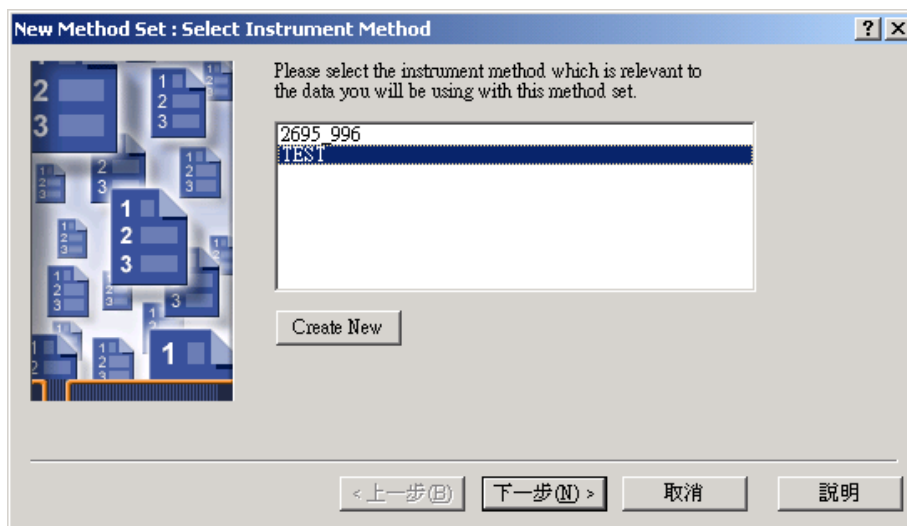 New Method Set : Select Instrument Method
Please select the instrument method which is relevant to
the data you will be using with this method set.
2695_996
TEST
Create New
<上一步(B)
下一步(N) >
取消
說明